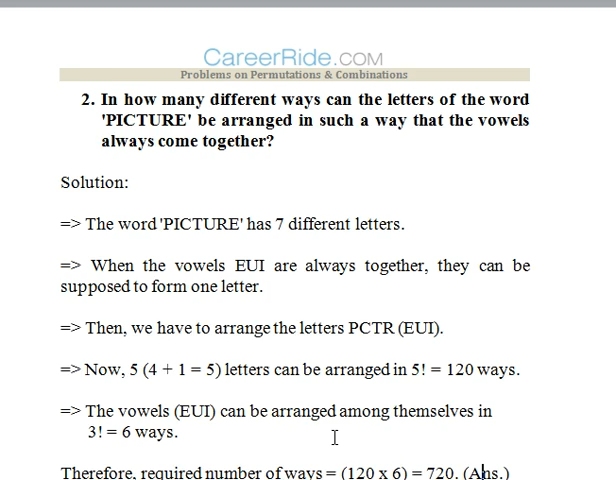 CareerRide.COM
Problems on Permutations & Combinations
2. In how many different ways can the letters of the word
'PICTURE' be arranged in such a way that the vowels
always come together?
Solution:
=> The word 'PICTURE' has 7 different letters.
=> When the vowels EUI are always together, they can be
supposed to form one letter.
=> Then, we have to arrange the letters PCTR (EUI).
=> Now, 5 (4 + 1 = 5) letters can be arranged in 5! = 120 ways.
=> The vowels (EUI) can be arranged among themselves in
3! = 6 ways.
Therefore, required number of ways = (120 x 6) = 720. (Ans.)